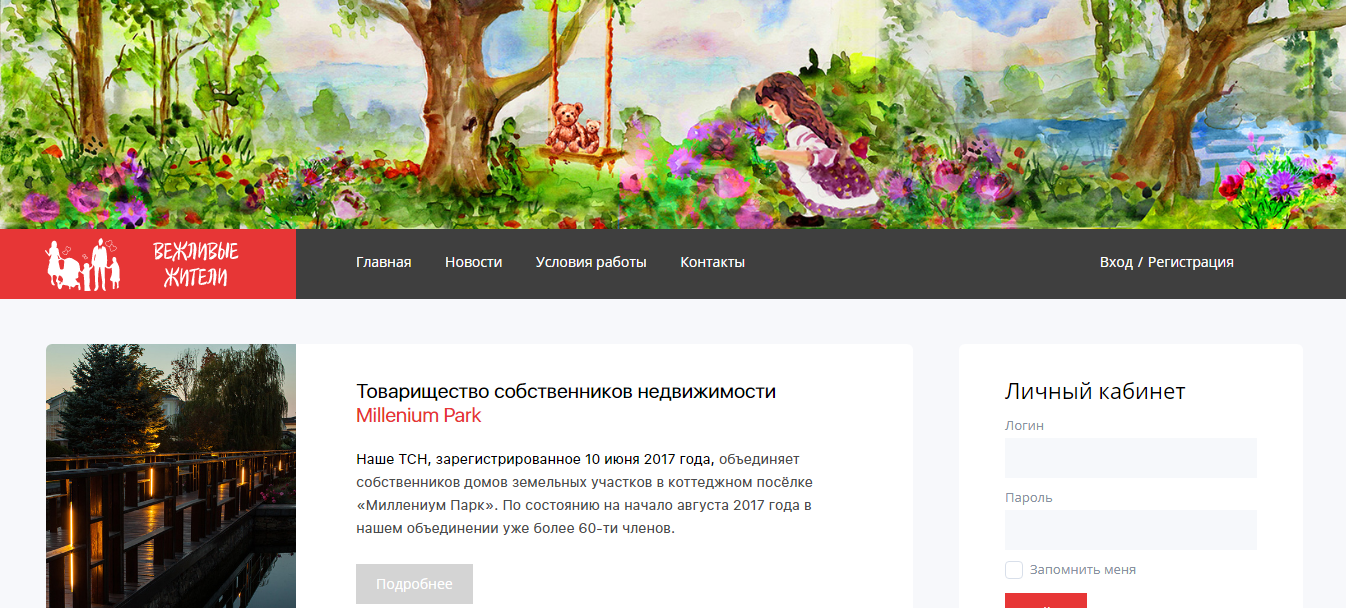 ВЕЖЛИВЫЕ
ЖИТЕЛИ
Главная Новости Условия работы Контакты Вход / Регистрация
Товарищество собственников недвижимости
Millenium Park
Наше ТСН, зарегистрированное 10 июня 2017 года, объединяет
собственников домов земельных участков в коттеджном посёлке
«Миллениум Парк». По состоянию на начало августа 2017 года в
нашем объединении уже более 60-ти членов.
Подробнее
Личный кабинет
Логин
Пароль
Запомнить меня